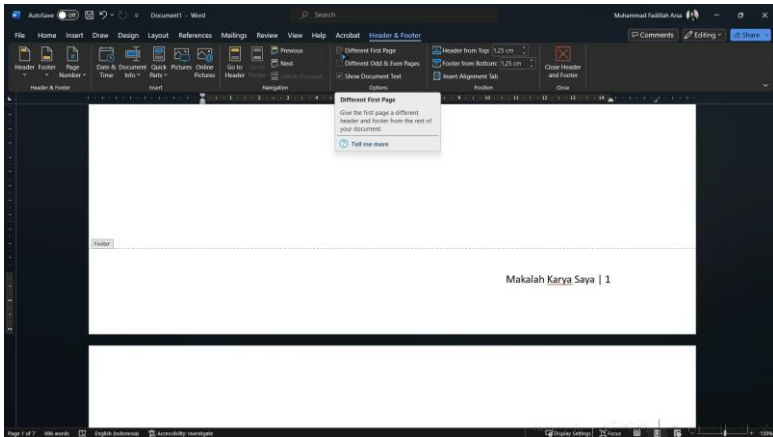 AutoSave Off Document1 - Word Search Muhammad Fadillah Arsa
File Home Insert Draw Design Layout References Mailings Review View Help Acrobat Header & Footer Comments Editing Share
Header Footer Page Number
Date & Time Document Info Quick Parts Pictures Online Pictures
Go to Header Go to Footer Previous Next Link to Previous
Different First Page
Different Odd & Even Pages
Show Document Text
Header from Top: 1,25 cm
Footer from Bottom: 1,25 cm
Insert Alignment Tab
Close Header and Footer
Header & Footer Insert Navigation Options Position Close
Different First Page
Give the first page a different
header and footer from the rest of
your document.
Tell me more
Footer
Makalah Karya Saya | 1
Page 1 of 7 696 words English (Indonesia) Accessibility: Investigate Display Settings Focus